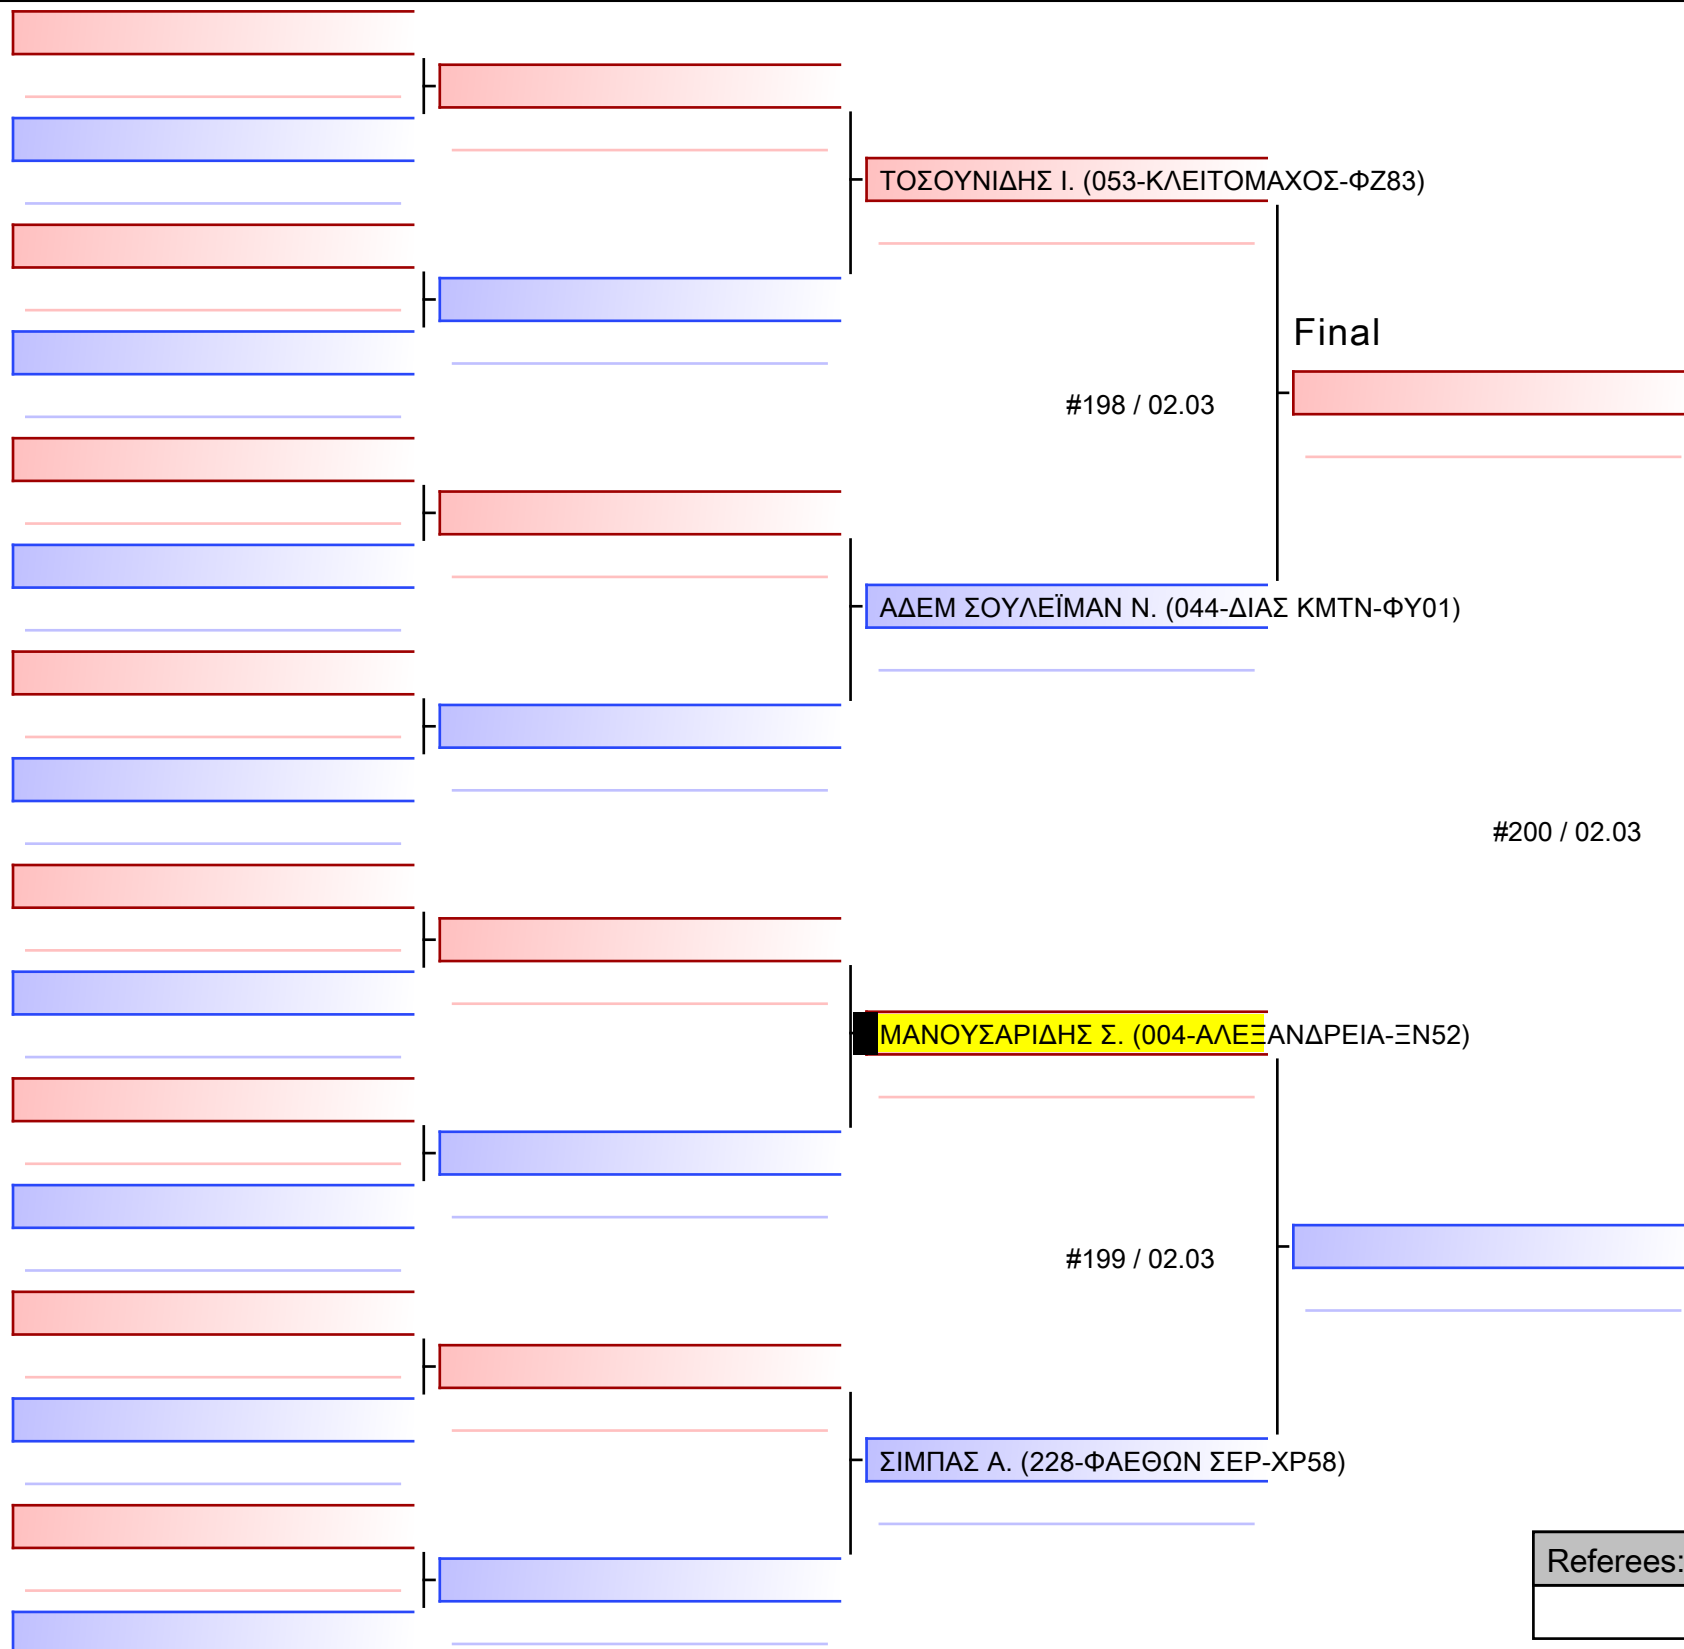 ΤΟΣΟΥΝΙΔΗΣ Ι. (053-ΚΛΕΙΤΟΜΑΧΟΣ-ΦΖ83)
Final
#198 / 02.03
ΑΔΕΜ ΣΟΥΛΕΪΜΑΝ Ν. (044-ΔΙΑΣ ΚΜΤΝ-ΦΥ01)
#200 / 02.03
ΜΑΝΟΥΣΑΡΙΔΗΣ Σ. (004-ΑΛΕΞΑΝΔΡΕΙΑ-ΞΝ52)
#199 / 02.03
ΣΙΜΠΑΣ Α. (228-ΦΑΕΘΩΝ ΣΕΡ-ΧΡ58)
Referees: